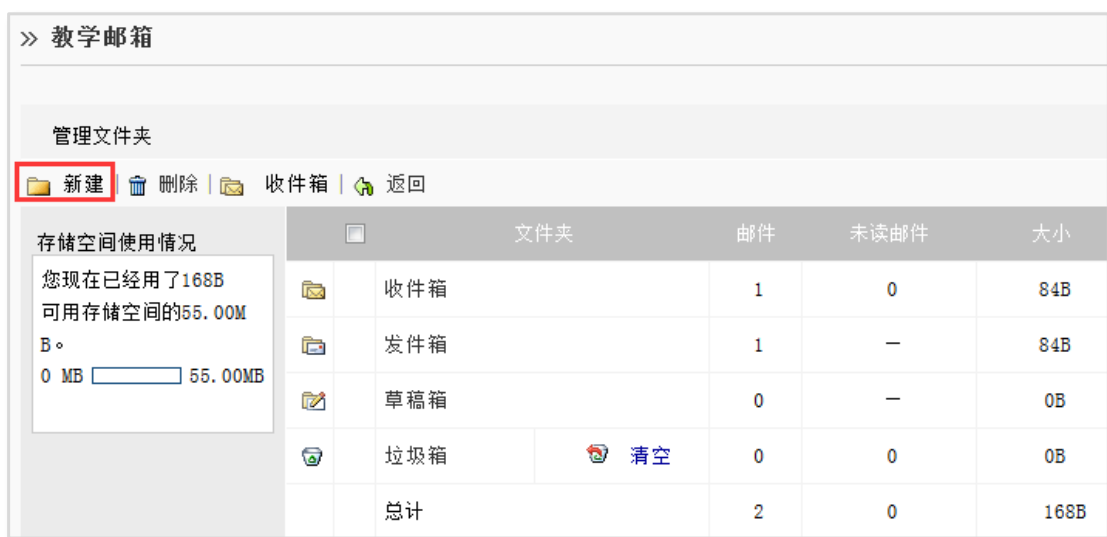 » 教学邮箱
管理文件夹
新建 | 删除 | 收件箱 | 返回
存储空间使用情况
您现在已经用了168B
可用存储空间的55.00M
B。
0 MB 55.00MB
文件夹 邮件 未读邮件 大小
收件箱 1 0 84B
发件箱 1 — 84B
草稿箱 0 — 0B
垃圾箱 清空 0 0 0B
总计 2 0 168B